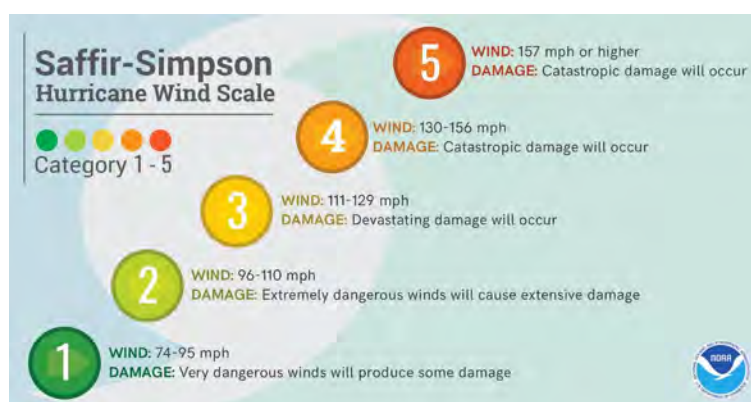 Saffir-Simpson
Hurricane Wind Scale
Category 1 - 5
5
WIND: 157 mph or higher
DAMAGE: Catastropic damage will occur
4
WIND: 130-156 mph
DAMAGE: Catastropic damage will occur
3
WIND: 111-129 mph
DAMAGE: Devastating damage will occur
2
WIND: 96-110 mph
DAMAGE: Extremely dangerous winds will cause extensive damage
1
WIND: 74-95 mph
DAMAGE: Very dangerous winds will produce some damage
NOAA